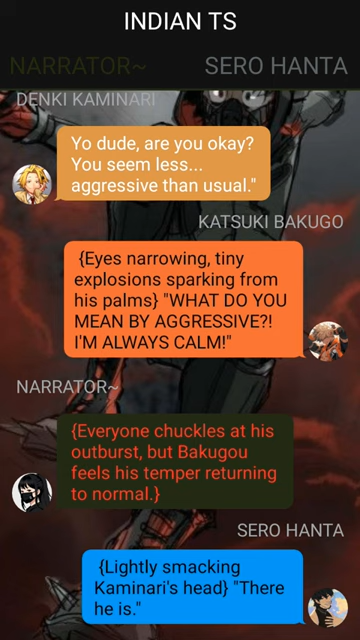 INDIAN TS
NARRATOR~ SERO HANTA
DENKI KAMINARI
Yo dude, are you okay?
You seem less...
aggressive than usual."
KATSUKI BAKUGO
{Eyes narrowing, tiny
explosions sparking from
his palms} "WHAT DO YOU
MEAN BY AGGRESSIVE?!
I'M ALWAYS CALM!"
NARRATOR~
{Everyone chuckles at his
outburst, but Bakugou
feels his temper returning
to normal.}
SERO HANTA
{Lightly smacking
Kaminari's head} "There
he is."